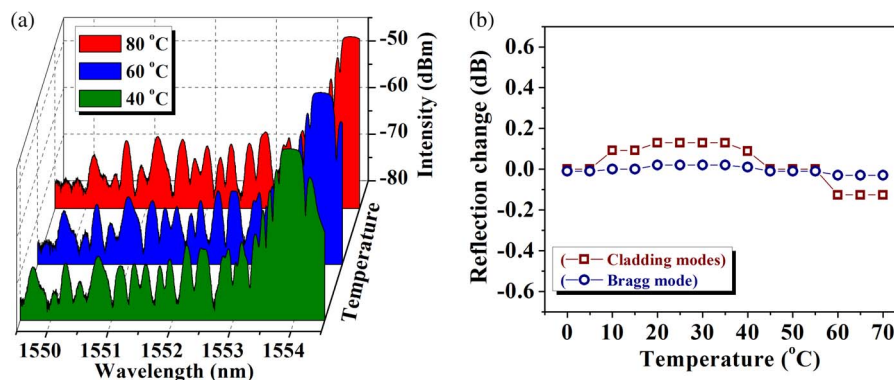 (a)
80 °C
60 °C
40 °C
-50
-60
-70
-80
Intensity (dBm)
Temperature
1550 1551 1552 1553 1554
Wavelength (nm)
(b)
0.6
0.4
0.2
0.0
-0.2
-0.4
-0.6
Reflection change (dB)
( Cladding modes)
( Bragg mode)
0 10 20 30 40 50 60 70
Temperature (°C)